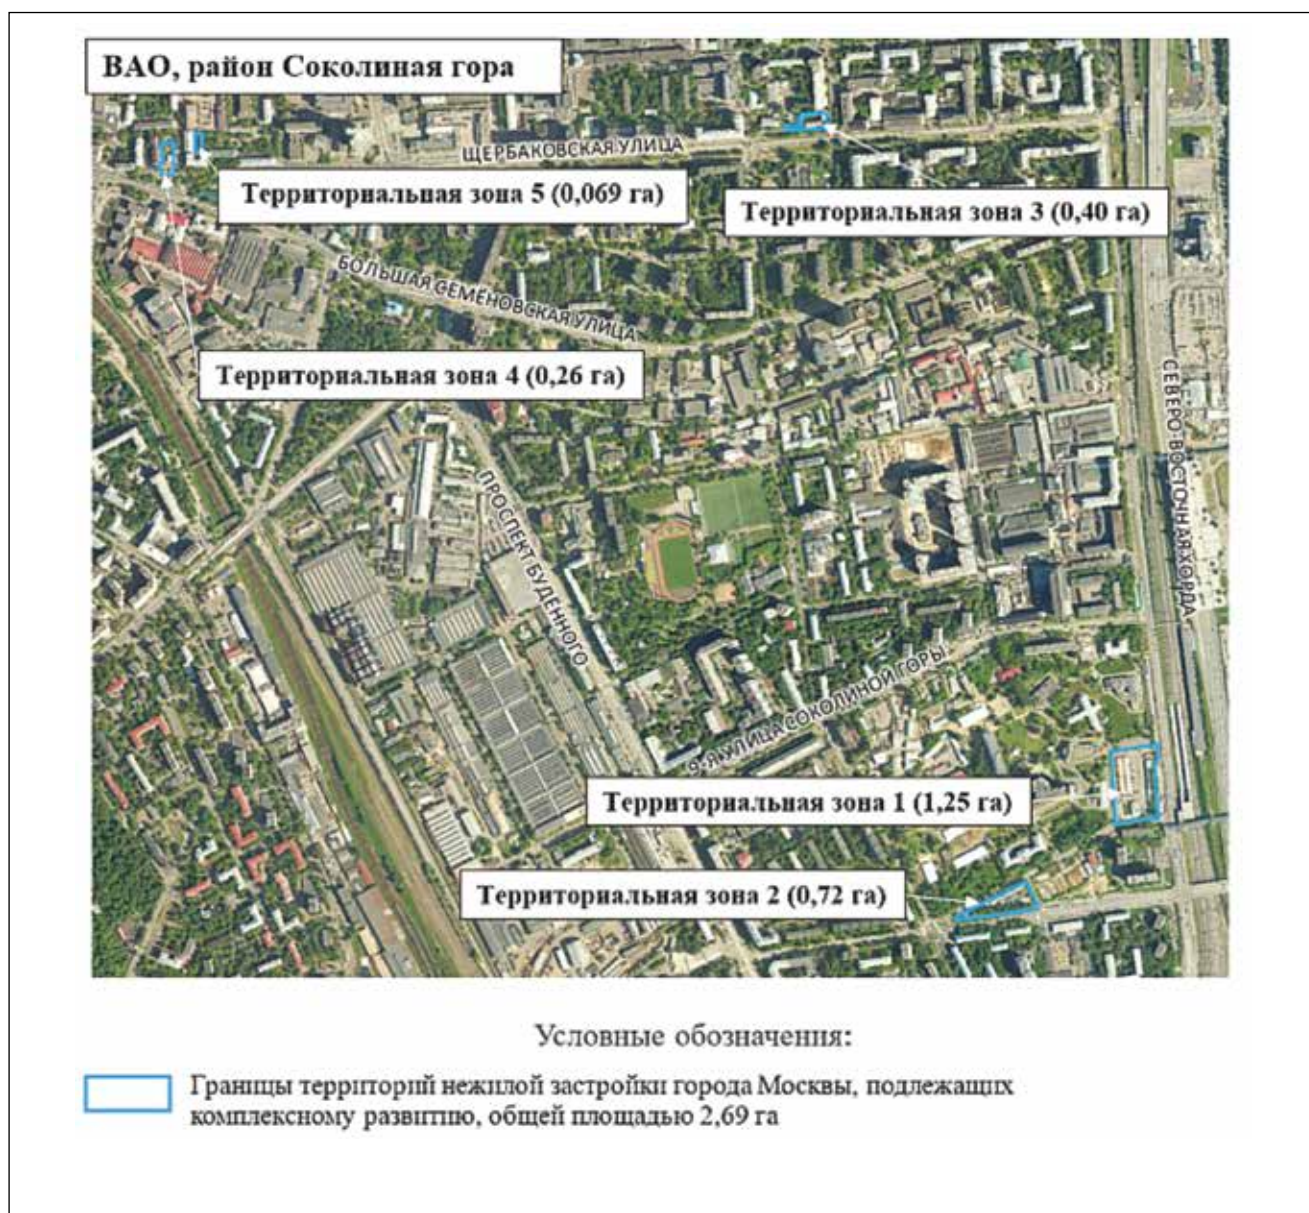 ВАО, район Соколиная гора
ЩЕРБАКОВСКАЯ УЛИЦА
Территориальная зона 5 (0,069 га)
Территориальная зона 3 (0,40 га)
БОЛЬШАЯ СЕМЁНОВСКАЯ УЛИЦА
Территориальная зона 4 (0,26 га)
СЕВЕРО-ВОСТОЧНАЯ ХОРДА
ПРОСПЕКТ БУДЁННОГО
9-Я УЛИЦА СОКОЛИНОЙ ГОРЫ
Территориальная зона 1 (1,25 га)
Территориальная зона 2 (0,72 га)
Условные обозначения:
Границы территорий нежилой застройки города Москвы, подлежащих
комплексному развитию, общей площадью 2,69 га